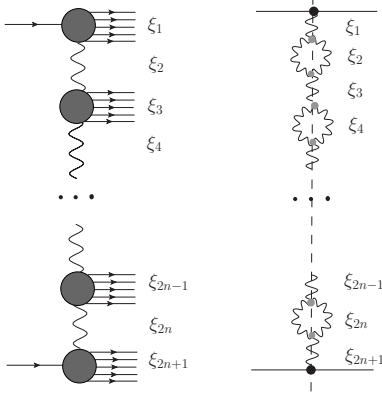 ξ₁
ξ₂
ξ₃
ξ₄
. . .
ξ₂ₙ₋₁
ξ₂ₙ
ξ₂ₙ₊₁
ξ₁
ξ₂
ξ₃
ξ₄
. . .
ξ₂ₙ₋₁
ξ₂ₙ
ξ₂ₙ₊₁